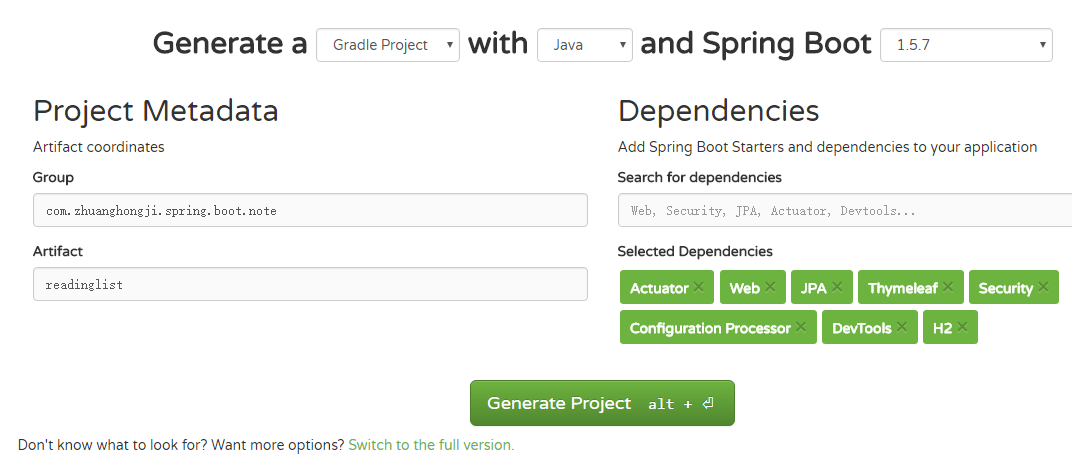 Generate a Gradle Project with Java and Spring Boot 1.5.7
Project Metadata
Artifact coordinates
Group
com.zhuanghongji.spring.boot.note
Artifact
readinglist
Dependencies
Add Spring Boot Starters and dependencies to your application
Search for dependencies
Web, Security, JPA, Actuator, Devtools...
Selected Dependencies
Actuator × Web × JPA × Thymeleaf × Security ×
Configuration Processor × DevTools × H2 ×
Generate Project alt + ⏎
Don't know what to look for? Want more options? Switch to the full version.